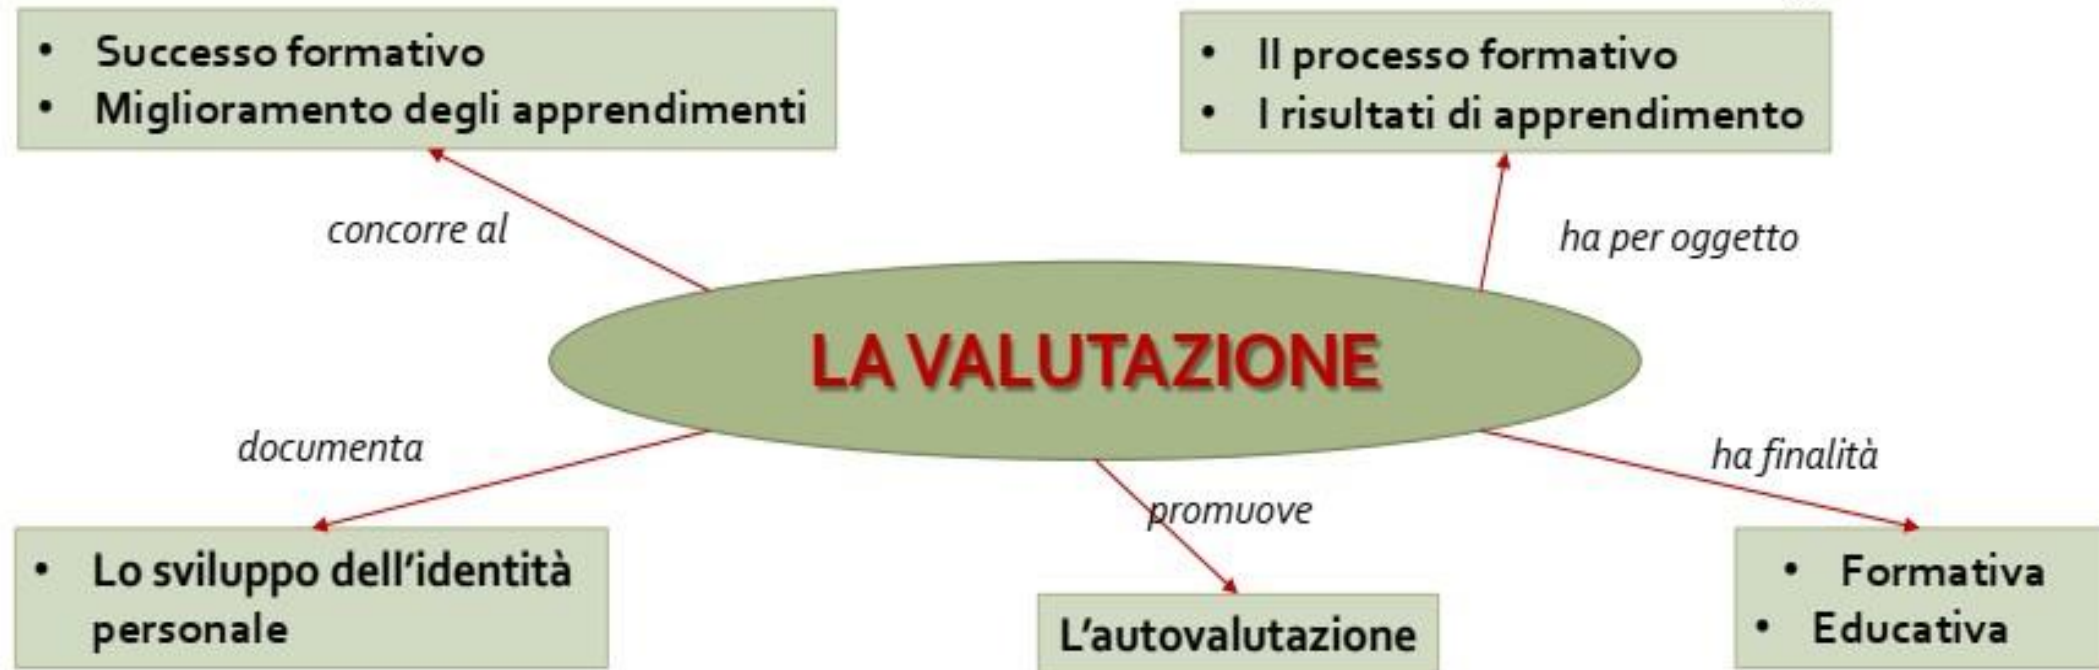 • Successo formativo
• Miglioramento degli apprendimenti
• Il processo formativo
• I risultati di apprendimento
concorre al
ha per oggetto
LA VALUTAZIONE
documenta
promuove
ha finalità
• Lo sviluppo dell'identità
personale
L'autovalutazione
• Formativa
• Educativa